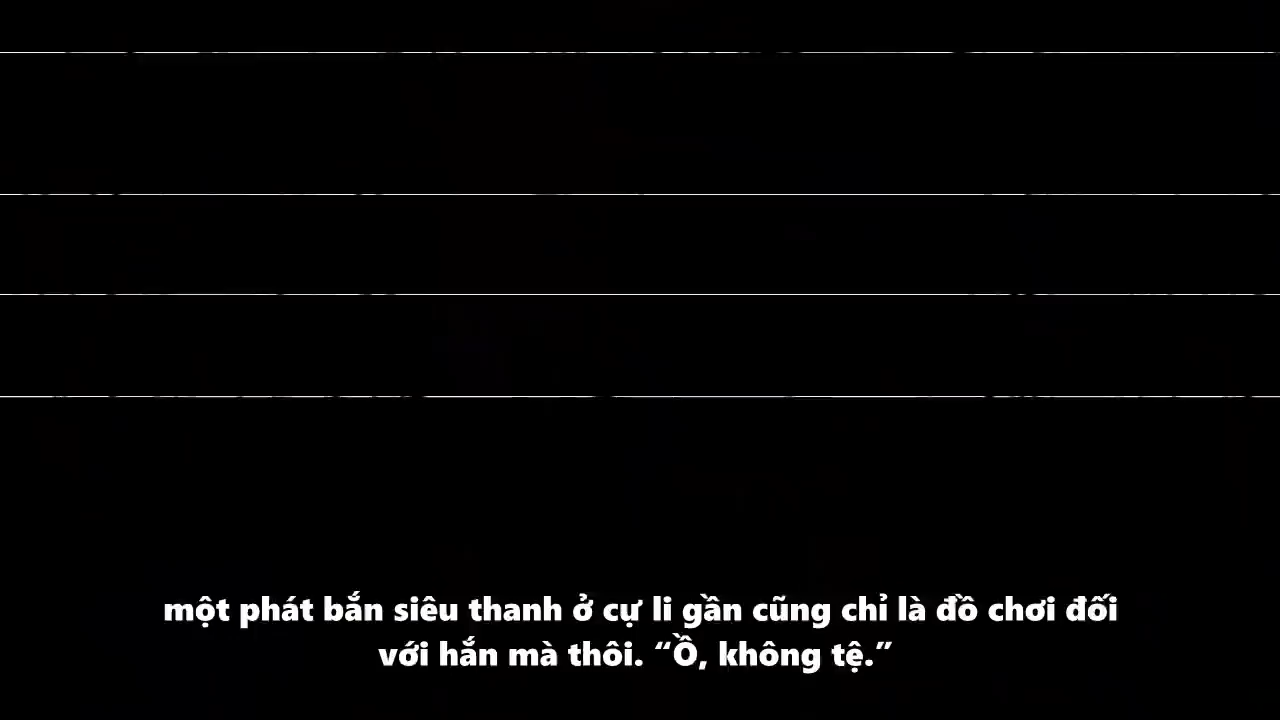 một phát bắn siêu thanh ở cự li gần cũng chỉ là đồ chơi đối
với hắn mà thôi. “Ồ, không tệ.”